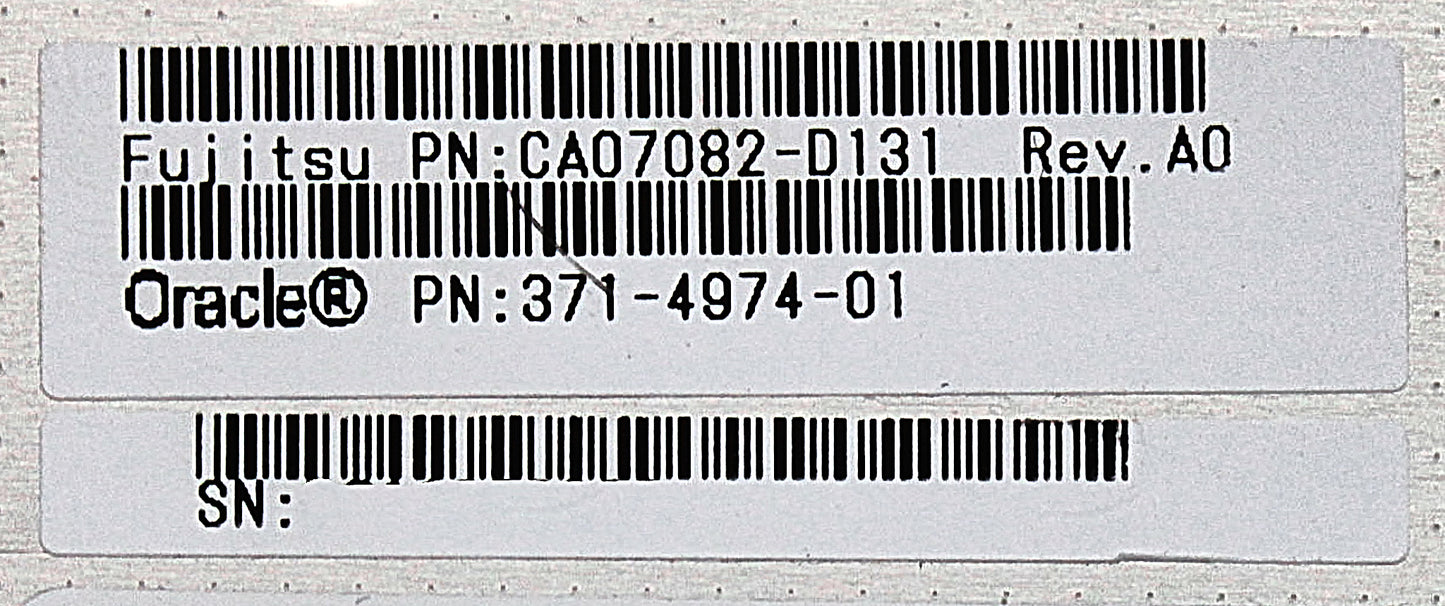 Fujitsu PN:CA07082-D131 Rev.A0
Oracle® PN:371-4974-01
SN: